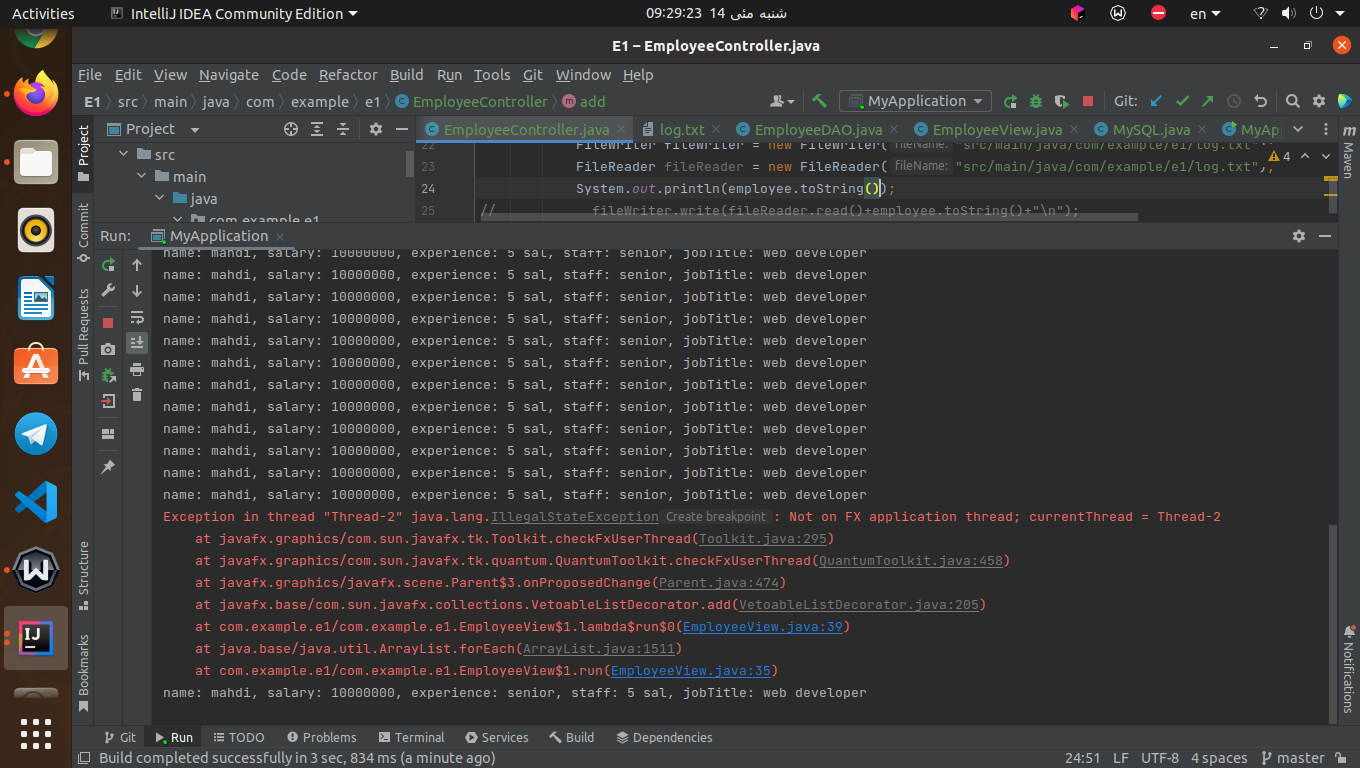 Activities
IntelliJ IDEA Community Edition
شنبه مئی 14 09:29:23
en
E1 – EmployeeController.java
File Edit View Navigate Code Refactor Build Run Tools Git Window Help
E1 src main java com example e1 EmployeeController add
MyApplication
Git:
Project
EmployeeController.java
log.txt
EmployeeDAO.java
EmployeeView.java
MySQL.java
MyAp
src
main
java
com.example.e1
22 FileWriter fileWriter = new FileWriter( fileName: "src/main/java/com/example/e1/log.txt");
23 FileReader fileReader = new FileReader( fileName: "src/main/java/com/example/e1/log.txt");
4
24 System.out.println(employee.toString());
25 // fileWriter.write(fileReader.read()+employee.toString()+"\n");
Project
Commit
Pull Requests
Structure
Bookmarks
Maven
Notifications
Run: MyApplication
name: mahdi, salary: 10000000, experience: 5 sal, staff: senior, jobTitle: web developer
name: mahdi, salary: 10000000, experience: 5 sal, staff: senior, jobTitle: web developer
name: mahdi, salary: 10000000, experience: 5 sal, staff: senior, jobTitle: web developer
name: mahdi, salary: 10000000, experience: 5 sal, staff: senior, jobTitle: web developer
name: mahdi, salary: 10000000, experience: 5 sal, staff: senior, jobTitle: web developer
name: mahdi, salary: 10000000, experience: 5 sal, staff: senior, jobTitle: web developer
name: mahdi, salary: 10000000, experience: 5 sal, staff: senior, jobTitle: web developer
name: mahdi, salary: 10000000, experience: 5 sal, staff: senior, jobTitle: web developer
name: mahdi, salary: 10000000, experience: 5 sal, staff: senior, jobTitle: web developer
name: mahdi, salary: 10000000, experience: 5 sal, staff: senior, jobTitle: web developer
name: mahdi, salary: 10000000, experience: 5 sal, staff: senior, jobTitle: web developer
name: mahdi, salary: 10000000, experience: 5 sal, staff: senior, jobTitle: web developer
Exception in thread "Thread-2" java.lang.IllegalStateException Create breakpoint : Not on FX application thread; currentThread = Thread-2
at javafx.graphics/com.sun.javafx.tk.Toolkit.checkFxUserThread(Toolkit.java:295)
at javafx.graphics/com.sun.javafx.tk.quantum.QuantumToolkit.checkFxUserThread(QuantumToolkit.java:458)
at javafx.graphics/javafx.scene.Parent$3.onProposedChange(Parent.java:474)
at javafx.base/com.sun.javafx.collections.VetoableListDecorator.add(VetoableListDecorator.java:205)
at com.example.e1/com.example.e1.EmployeeView$1.lambda$run$0(EmployeeView.java:39)
at java.base/java.util.ArrayList.forEach(ArrayList.java:1511)
at com.example.e1/com.example.e1.EmployeeView$1.run(EmployeeView.java:35)
name: mahdi, salary: 10000000, experience: senior, staff: 5 sal, jobTitle: web developer
Git Run TODO Problems Terminal Services Build Dependencies
Build completed successfully in 3 sec, 834 ms (a minute ago)
24:51 LF UTF-8 4 spaces master